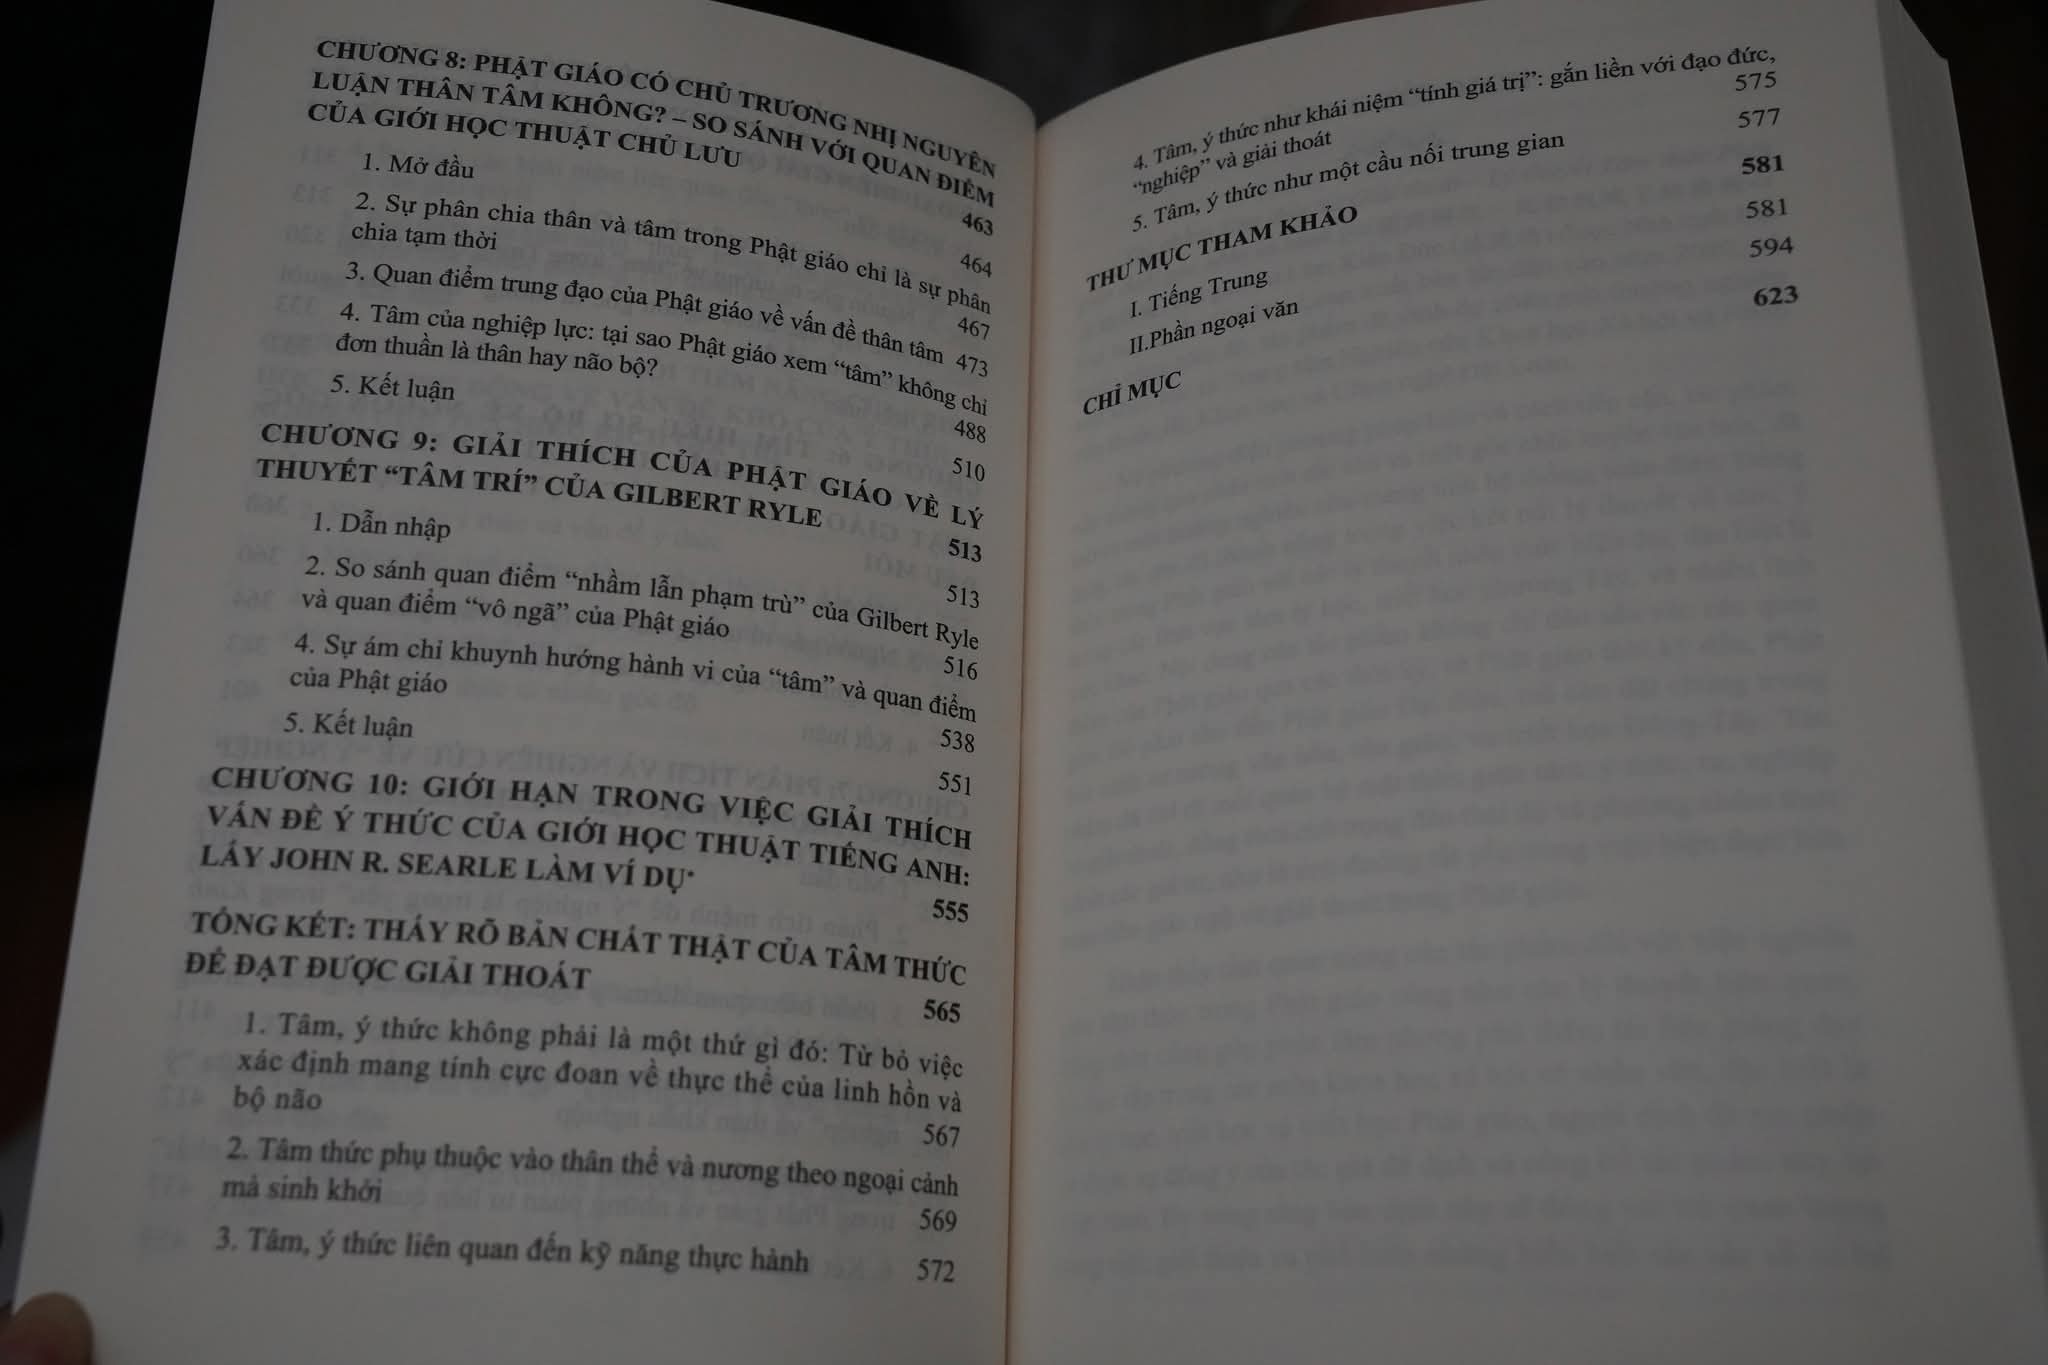 CHƯƠNG 8: PHẬT GIÁO CÓ CHỦ TRƯƠNG NHỊ NGUYÊN
LUẬN THÂN TÂM KHÔNG? – SO SÁNH VỚI QUAN ĐIỂM
CỦA GIỚI HỌC THUẬT CHỦ LƯU 463
1. Mở đầu 464
2. Sự phân chia thân và tâm trong Phật giáo chỉ là sự phân
chia tạm thời 467
3. Quan điểm trung đạo của Phật giáo về vấn đề thân tâm 473
4. Tâm của nghiệp lực: tại sao Phật giáo xem “tâm” không chỉ
đơn thuần là thân hay não bộ? 488
5. Kết luận 510
CHƯƠNG 9: GIẢI THÍCH CỦA PHẬT GIÁO VỀ LÝ
THUYẾT “TÂM TRÍ” CỦA GILBERT RYLE 513
1. Dẫn nhập 513
2. So sánh quan điểm “nhầm lẫn phạm trù” của Gilbert Ryle
và quan điểm “vô ngã” của Phật giáo 516
4. Sự ám chỉ khuynh hướng hành vi của “tâm” và quan điểm
của Phật giáo 538
5. Kết luận 551
CHƯƠNG 10: GIỚI HẠN TRONG VIỆC GIẢI THÍCH
VẤN ĐỀ Ý THỨC CỦA GIỚI HỌC THUẬT TIẾNG ANH:
LẤY JOHN R. SEARLE LÀM VÍ DỤ* 555
TỔNG KẾT: THẤY RÕ BẢN CHẤT THẬT CỦA TÂM THỨC
ĐỂ ĐẠT ĐƯỢC GIẢI THOÁT 565
1. Tâm, ý thức không phải là một thứ gì đó: Từ bỏ việc
xác định mang tính cực đoan về thực thể của linh hồn và
bộ não 567
2. Tâm thức phụ thuộc vào thân thể và nương theo ngoại cảnh
mà sinh khởi 569
3. Tâm, ý thức liên quan đến kỹ năng thực hành 572
4. Tâm, ý thức như khái niệm “tính giá trị”: gắn liền với đạo đức,
“nghiệp” và giải thoát 575
5. Tâm, ý thức như một cầu nối trung gian 577
THƯ MỤC THAM KHẢO 581
I. Tiếng Trung 581
II.Phần ngoại văn 594
CHỈ MỤC 623